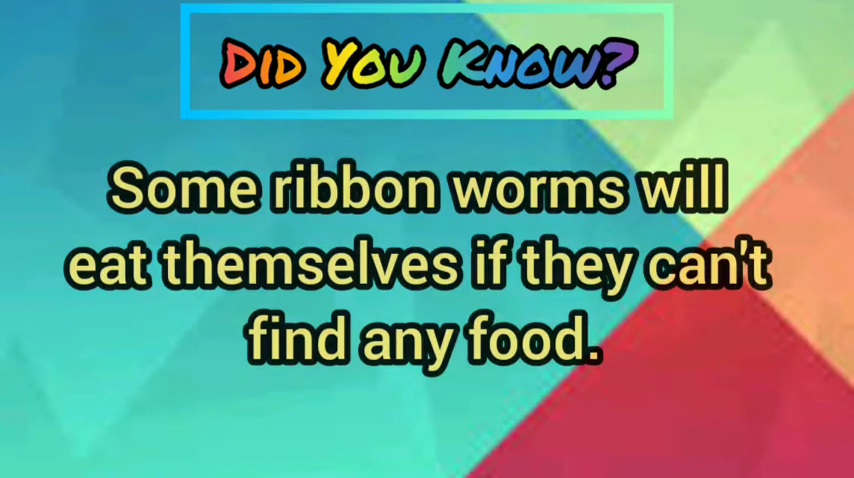 Did You Know?
Some ribbon worms will
eat themselves if they can't
find any food.